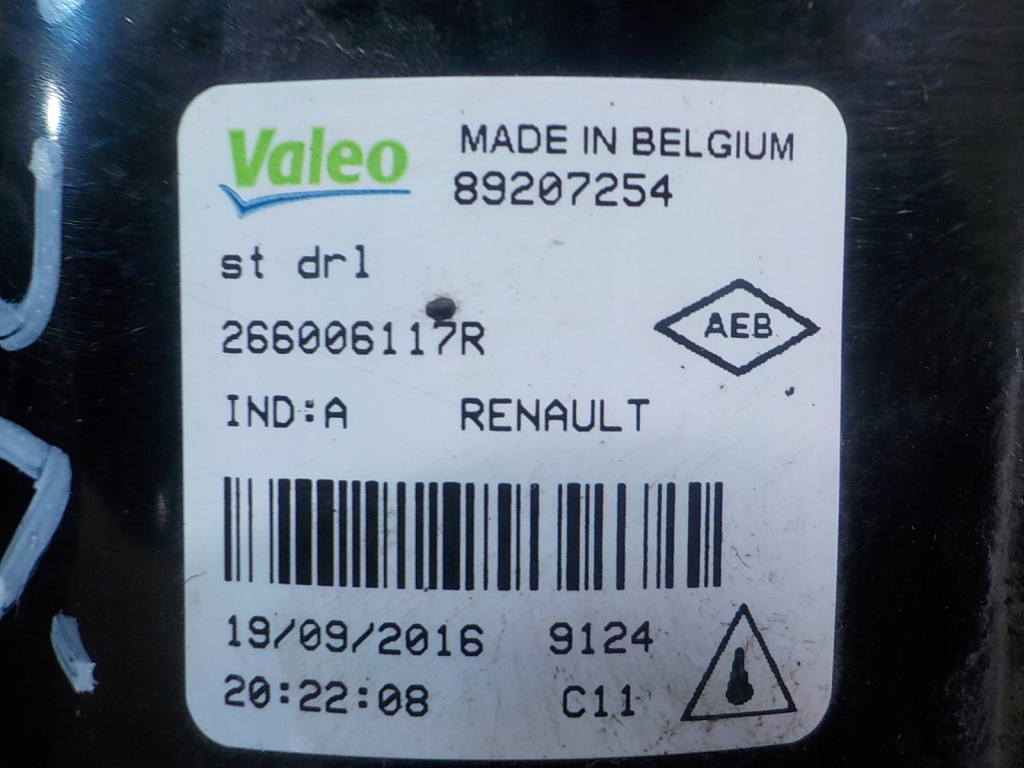 Valeo MADE IN BELGIUM
89207254
st drl
266006117R
AEB
IND:A RENAULT
19/09/2016 9124
20:22:08 C11